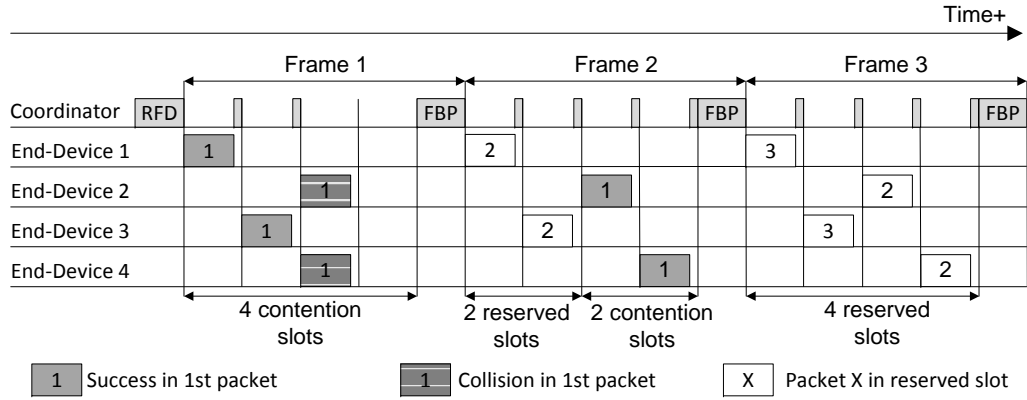 Time+
Frame 1 Frame 2 Frame 3
Coordinator RFD FBP FBP FBP
End-Device 1 1 2 3
End-Device 2 1 1 2
End-Device 3 1 2 3
End-Device 4 1 1 2
4 contention slots
2 reserved slots
2 contention slots
4 reserved slots
1 Success in 1st packet 1 Collision in 1st packet X Packet X in reserved slot